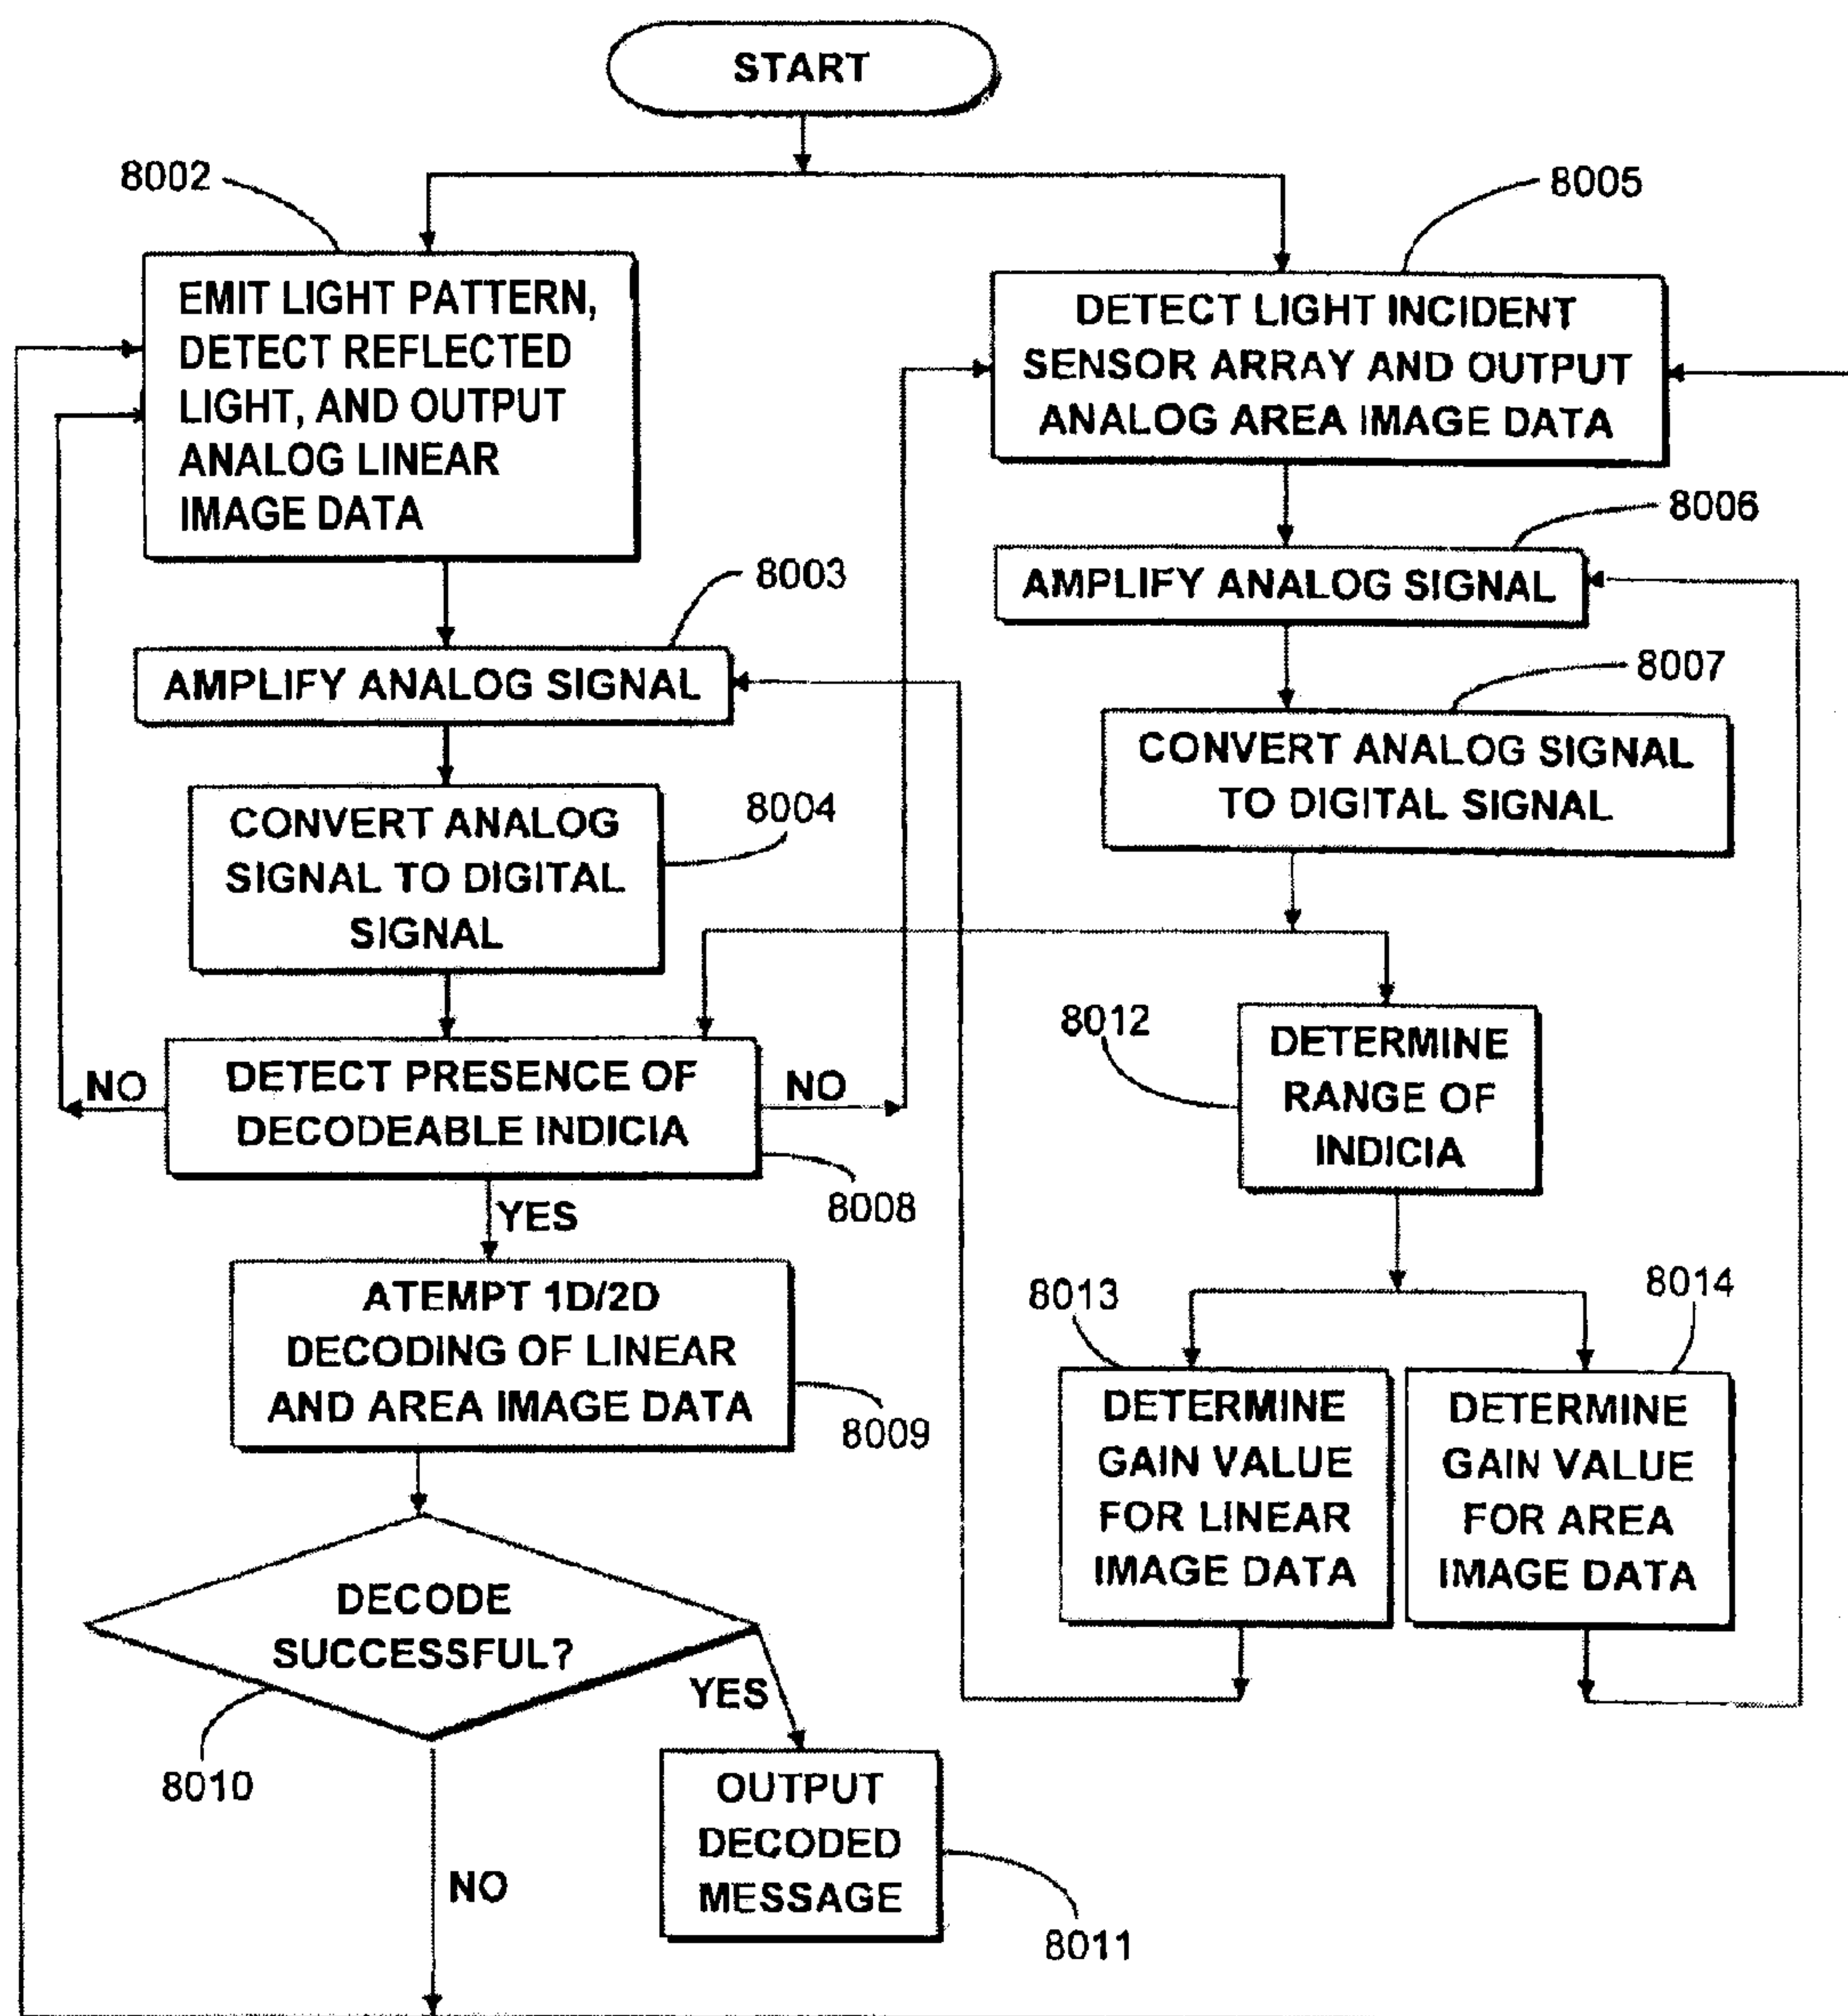 START
8002
8005
EMIT LIGHT PATTERN,
DETECT REFLECTED
LIGHT, AND OUTPUT
ANALOG LINEAR
IMAGE DATA
DETECT LIGHT INCIDENT
SENSOR ARRAY AND OUTPUT
ANALOG AREA IMAGE DATA
8006
AMPLIFY ANALOG SIGNAL
8003
AMPLIFY ANALOG SIGNAL
8007
CONVERT ANALOG SIGNAL
TO DIGITAL SIGNAL
8004
CONVERT ANALOG
SIGNAL TO DIGITAL
SIGNAL
8012
DETERMINE
RANGE OF
INDICIA
NO
DETECT PRESENCE OF
DECODEABLE INDICIA
NO
8008
YES
ATEMPT 1D/2D
DECODING OF LINEAR
AND AREA IMAGE DATA
8009
8013
8014
DETERMINE
GAIN VALUE
FOR LINEAR
IMAGE DATA
DETERMINE
GAIN VALUE
FOR AREA
IMAGE DATA
DECODE
SUCCESSFUL?
YES
8010
OUTPUT
DECODED
MESSAGE
NO
8011